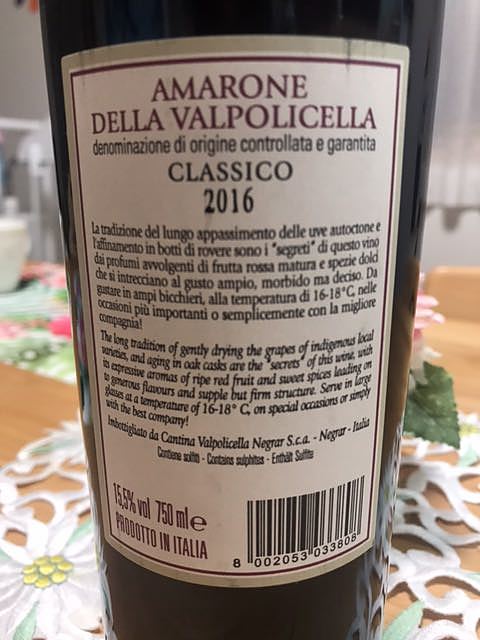 AMARONE
DELLA VALPOLICELLA
denominazione di origine controllata e garantita
CLASSICO
2016
La tradizione del lungo appassimento delle uve autoctone e
l'affinamento in botti di rovere sono i "segreti" di questo vino
dai profumi avvolgenti di frutta rossa matura e spezie dolci
che si intrecciano al gusto ampio, morbido ma deciso. Da
gustare in ampi bicchieri, alla temperatura di 16-18°C, nelle
occasioni più importanti o semplicemente con la migliore
compagnia!
The long tradition of gently drying the grapes of indigenous local
varieties, and aging in oak casks are the "secrets" of this wine, with
its expressive aromas of ripe red fruit and sweet spices leading on
to generous flavours and supple but firm structure. Serve in large
glasses at a temperature of 16-18° C, on special occasions or simply
with the best company!
Imbottigliato da Cantina Valpolicella Negrar S.c.a. - Negrar - Italia
Contiene solfiti - Contains sulphites - Enthält Sulfite
15,5% vol 750 ml e
PRODOTTO IN ITALIA
8 002053 033808